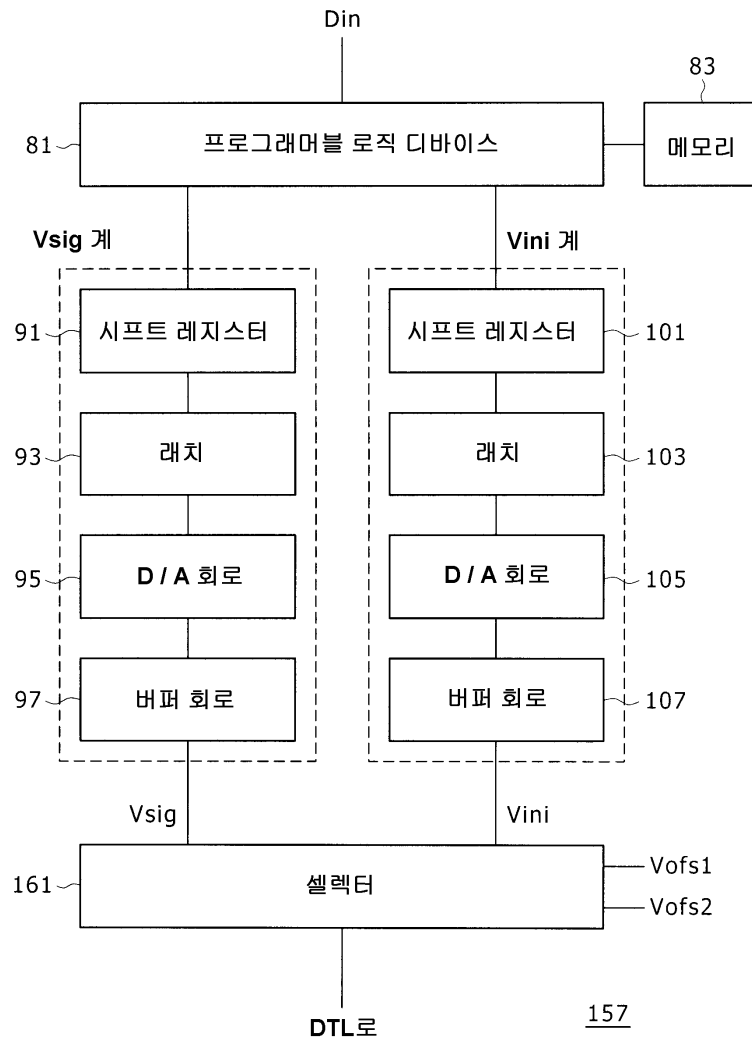 Din
83
81
프로그래머블 로직 디바이스
메모리
Vsig 계
Vini 계
91
시프트 레지스터
시프트 레지스터
101
93
래치
래치
103
95
D / A 회로
D / A 회로
105
97
버퍼 회로
버퍼 회로
107
Vsig
Vini
161
셀렉터
Vofs1
Vofs2
DTL로
157